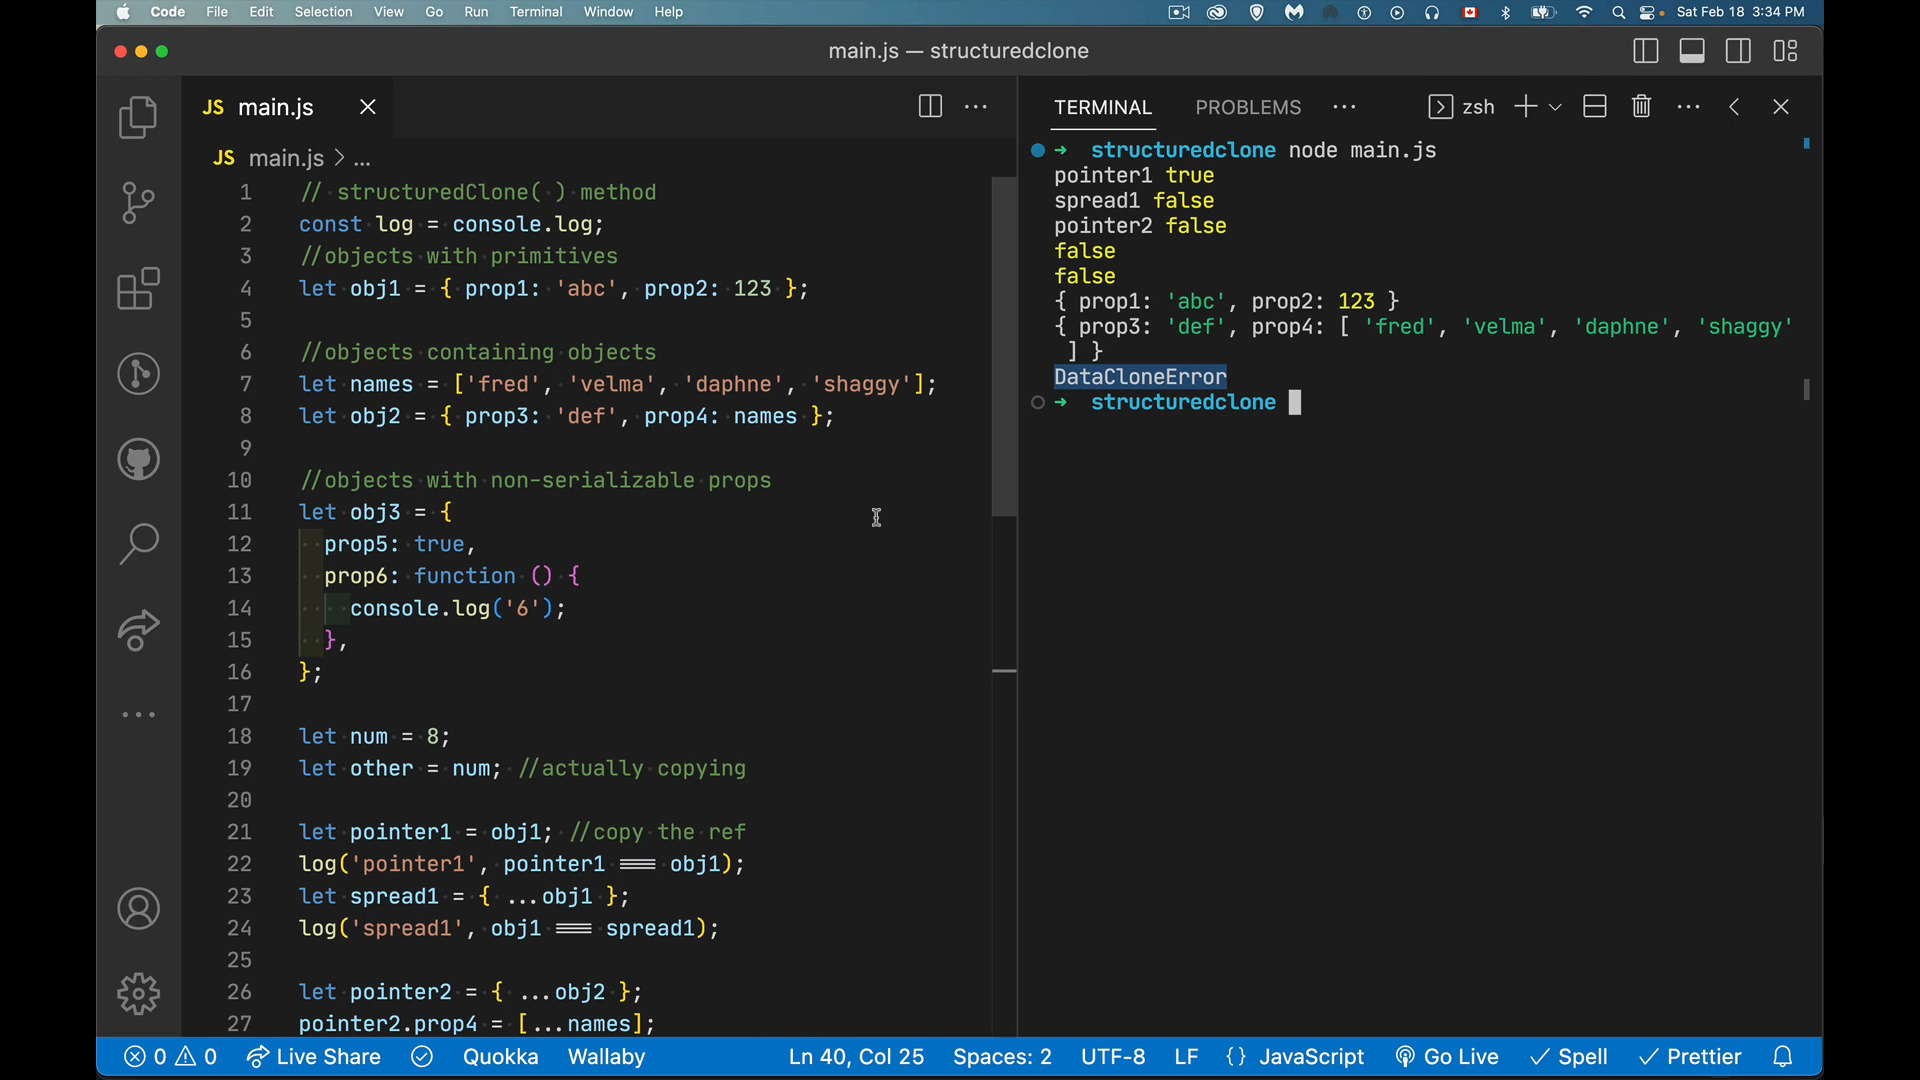 Code File Edit Selection View Go Run Terminal Window Help Sat Feb 18 3:34 PM
main.js — structuredclone
JS main.js
JS main.js > ...
1 // structuredClone( ) method
2 const log = console.log;
3 //objects with primitives
4 let obj1 = { prop1: 'abc', prop2: 123 };
5
6 //objects containing objects
7 let names = ['fred', 'velma', 'daphne', 'shaggy'];
8 let obj2 = { prop3: 'def', prop4: names };
9
10 //objects with non-serializable props
11 let obj3 = {
12 prop5: true,
13 prop6: function () {
14 console.log('6');
15 },
16 };
17
18 let num = 8;
19 let other = num; //actually copying
20
21 let pointer1 = obj1; //copy the ref
22 log('pointer1', pointer1 === obj1);
23 let spread1 = { ...obj1 };
24 log('spread1', obj1 === spread1);
25
26 let pointer2 = { ...obj2 };
27 pointer2.prop4 = [...names];
TERMINAL PROBLEMS ... zsh
→ structuredclone node main.js
pointer1 true
spread1 false
pointer2 false
false
false
{ prop1: 'abc', prop2: 123 }
{ prop3: 'def', prop4: [ 'fred', 'velma', 'daphne', 'shaggy'
] }
DataCloneError
→ structuredclone
0 0 Live Share Quokka Wallaby Ln 40, Col 25 Spaces: 2 UTF-8 LF {} JavaScript Go Live Spell Prettier